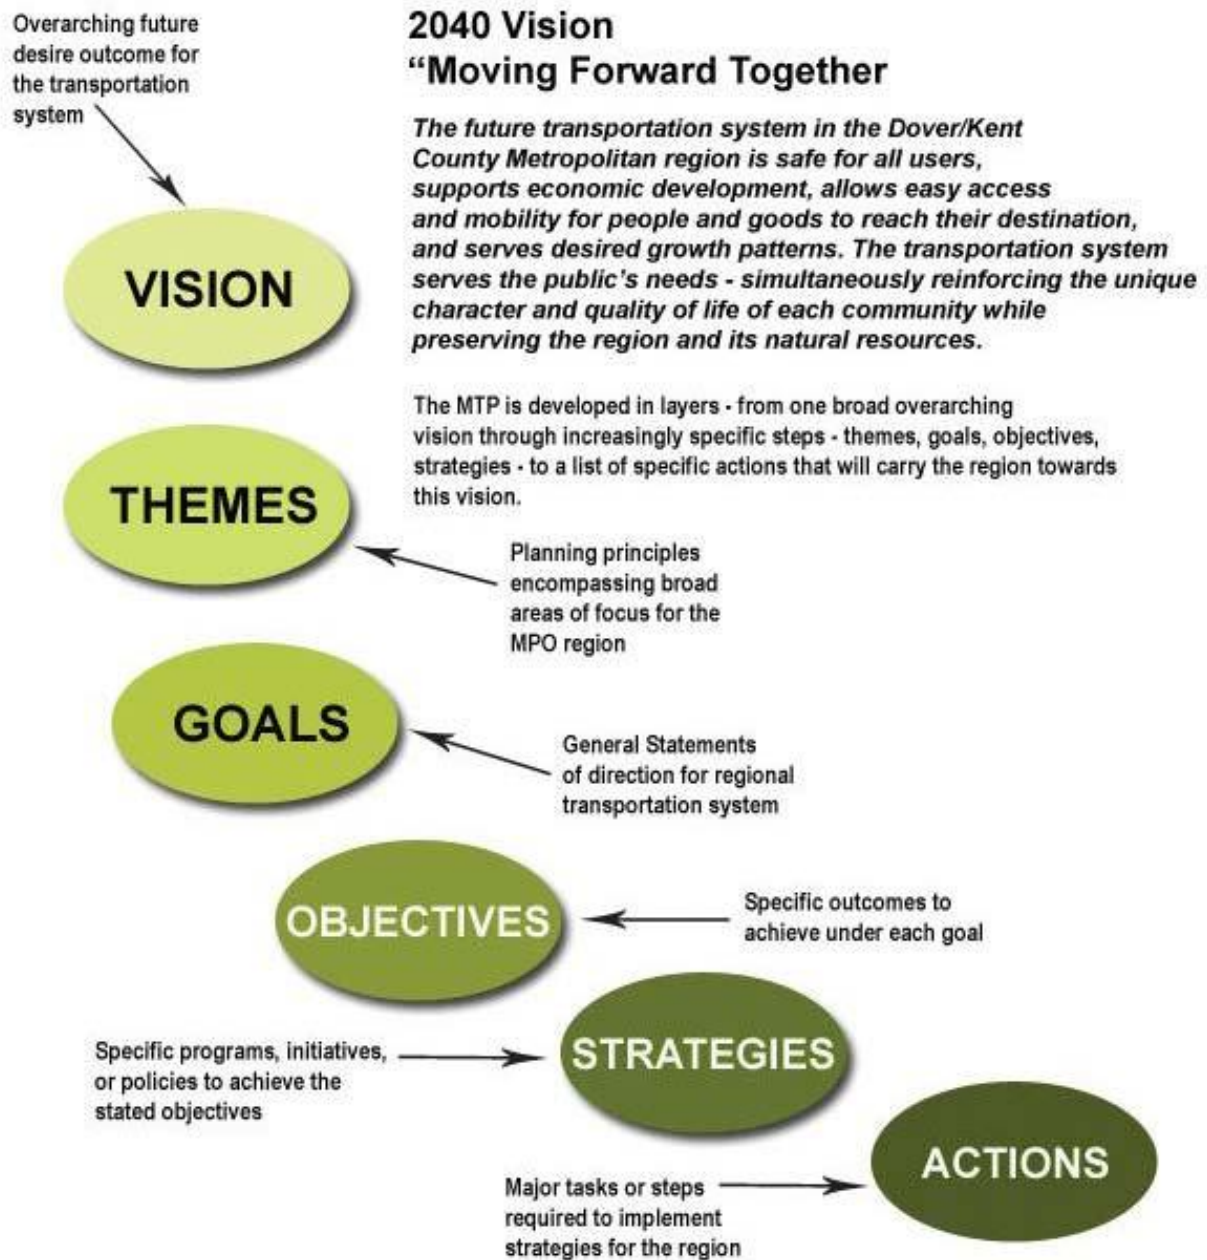 Overarching future
desire outcome for
the transportation
system
2040 Vision
“Moving Forward Together
The future transportation system in the Dover/Kent
County Metropolitan region is safe for all users,
supports economic development, allows easy access
and mobility for people and goods to reach their destination,
and serves desired growth patterns. The transportation system
serves the public's needs - simultaneously reinforcing the unique
character and quality of life of each community while
preserving the region and its natural resources.
VISION
The MTP is developed in layers - from one broad overarching
vision through increasingly specific steps - themes, goals, objectives,
strategies - to a list of specific actions that will carry the region towards
this vision.
THEMES
Planning principles
encompassing broad
areas of focus for the
MPO region
GOALS
General Statements
of direction for regional
transportation system
OBJECTIVES
Specific outcomes to
achieve under each goal
STRATEGIES
Specific programs, initiatives,
or policies to achieve the
stated objectives
ACTIONS
Major tasks or steps
required to implement
strategies for the region